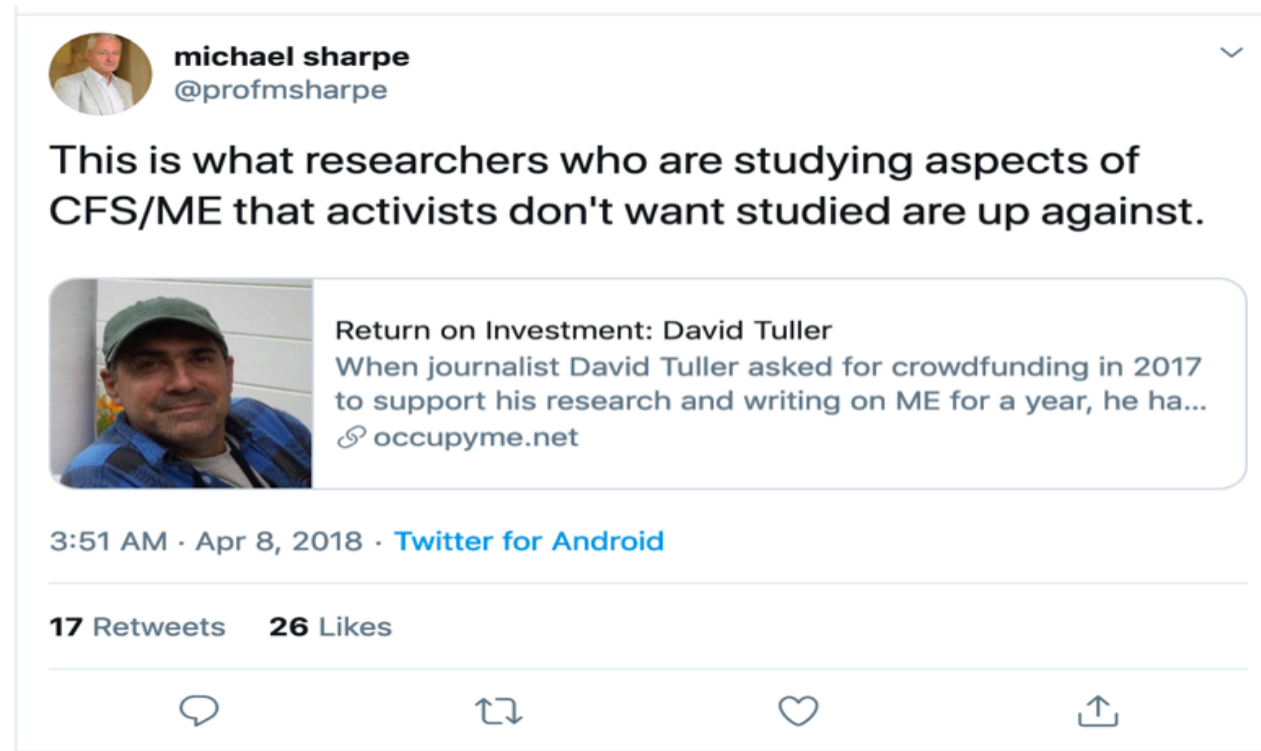 michael sharpe
@profmsharpe
This is what researchers who are studying aspects of
CFS/ME that activists don't want studied are up against.
Return on Investment: David Tuller
When journalist David Tuller asked for crowdfunding in 2017
to support his research and writing on ME for a year, he ha...
occupyme.net
3:51 AM · Apr 8, 2018 · Twitter for Android
17 Retweets 26 Likes